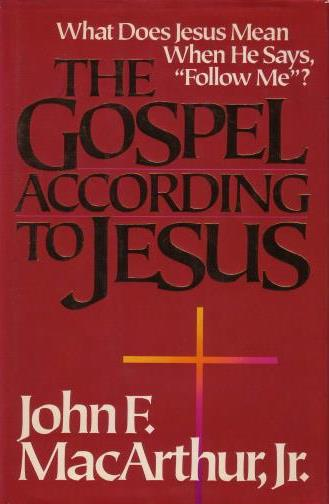 What Does Jesus Mean
When He Says,
“Follow Me”?
THE
GOSPEL
ACCORDING
TO JESUS
John F.
MacArthur, Jr.